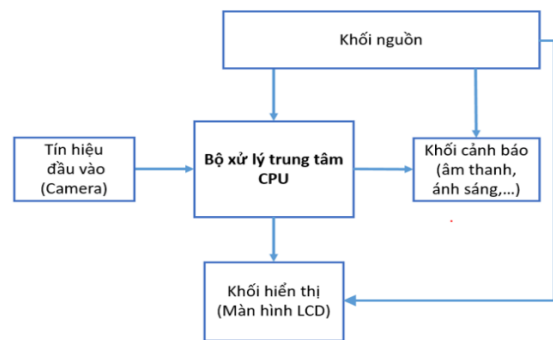 Khối nguồn
Tín hiệu
đầu vào
(Camera)
Bộ xử lý trung tâm
CPU
Khối cảnh báo
(âm thanh,
ánh sáng,...)
Khối hiển thị
(Màn hình LCD)